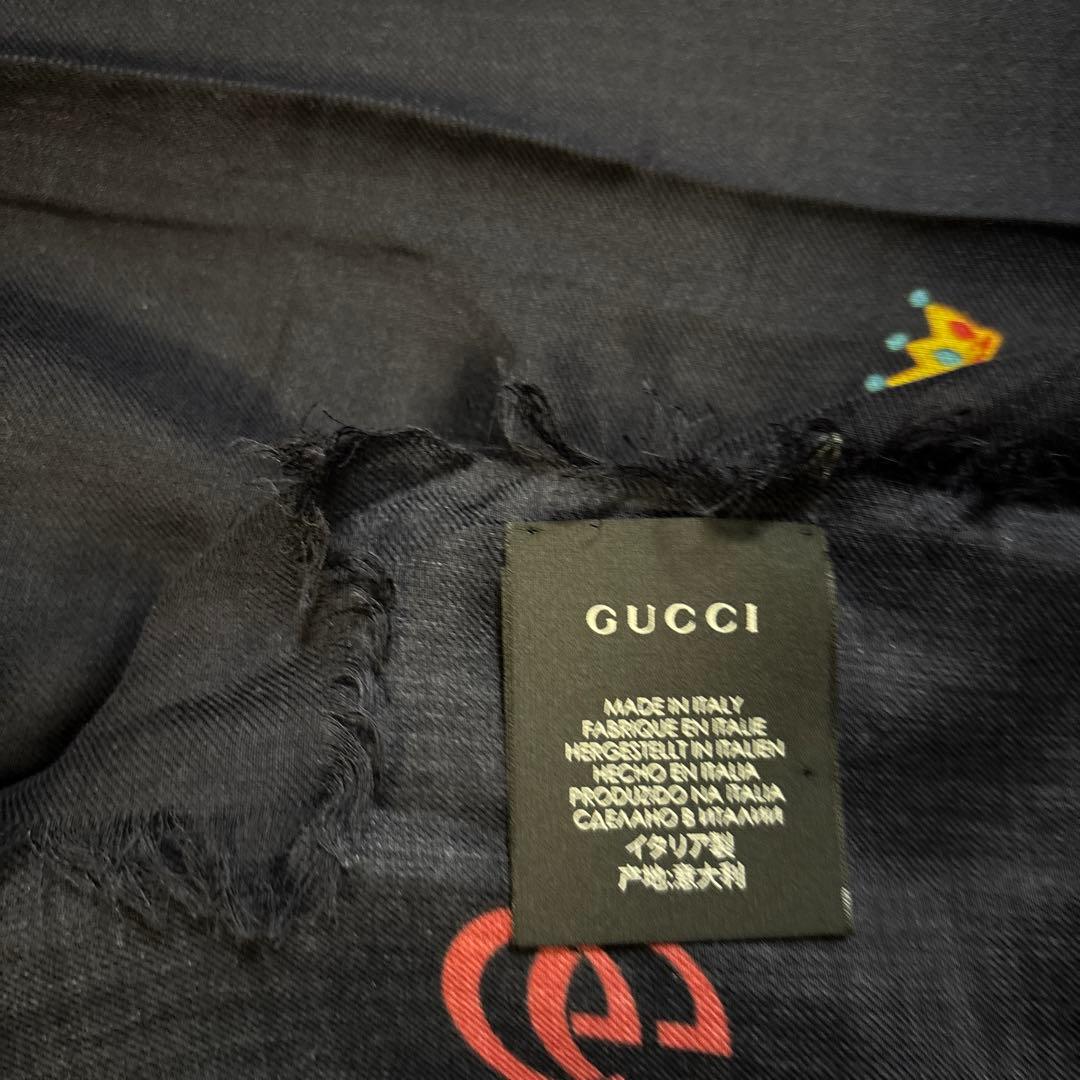 GUCCI
MADE IN ITALY
FABRIQUE EN ITALIE
HERGESTELLT IN ITALIEN
HECHO EN ITALIA
PRODUZIDO NA ITALIA
СДЕЛАНО В ИТАЛИИ
イタリア製
产地:意大利